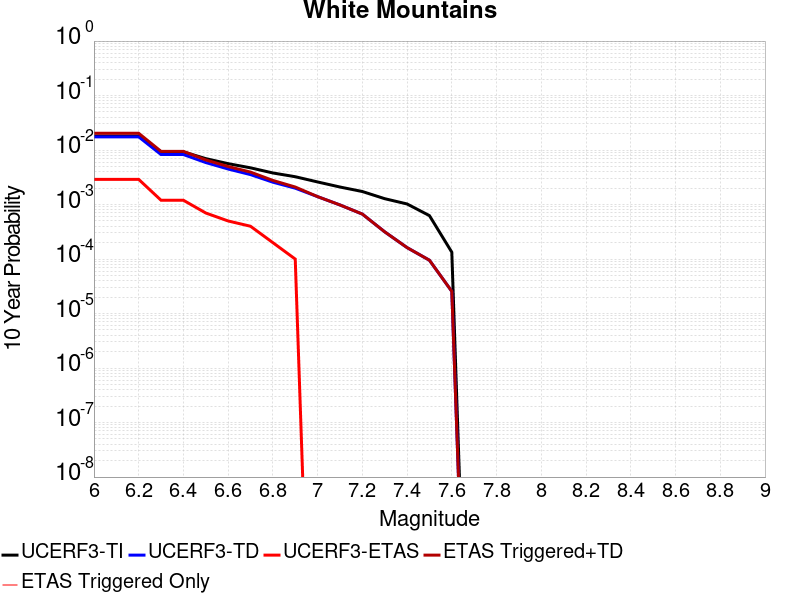 White Mountains
10^0
10^-1
10^-2
10^-3
10^-4
10^-5
10^-6
10^-7
10^-8
10 Year Probability
6 6.2 6.4 6.6 6.8 7 7.2 7.4 7.6 7.8 8 8.2 8.4 8.6 8.8 9
Magnitude
UCERF3-TI UCERF3-TD UCERF3-ETAS ETAS Triggered+TD
ETAS Triggered Only